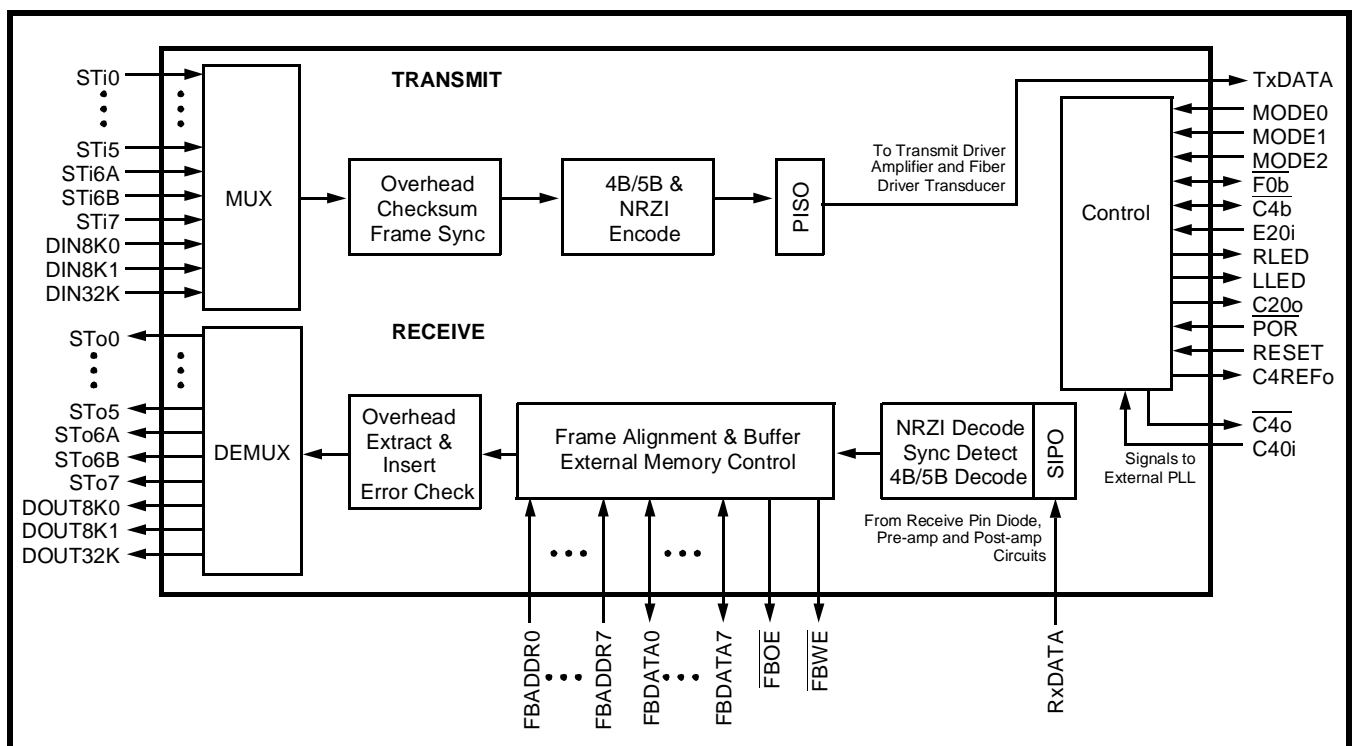 STi0
STi5
STi6A
STi6B
STi7
DIN8K0
DIN8K1
DIN32K
STo0
STo5
STo6A
STo6B
STo7
DOUT8K0
DOUT8K1
DOUT32K
TRANSMIT
MUX
Overhead
Checksum
Frame Sync
4B/5B &
NRZI
Encode
PISO
To Transmit Driver
Amplifier and Fiber
Driver Transducer
RECEIVE
DEMUX
Overhead
Extract &
Insert
Error Check
Frame Alignment & Buffer
External Memory Control
NRZI Decode
Sync Detect
4B/5B Decode
SIPO
From Receive Pin Diode,
Pre-amp and Post-amp
Circuits
Control
Signals to
External PLL
TxDATA
MODE0
MODE1
MODE2
F0b
C4b
E20i
RLED
LLED
C20o
POR
RESET
C4REFo
C4o
C40i
FBADDR0
FBADDR7
FBDATA0
FBDATA7
FBOE
FBWE
RxDATA